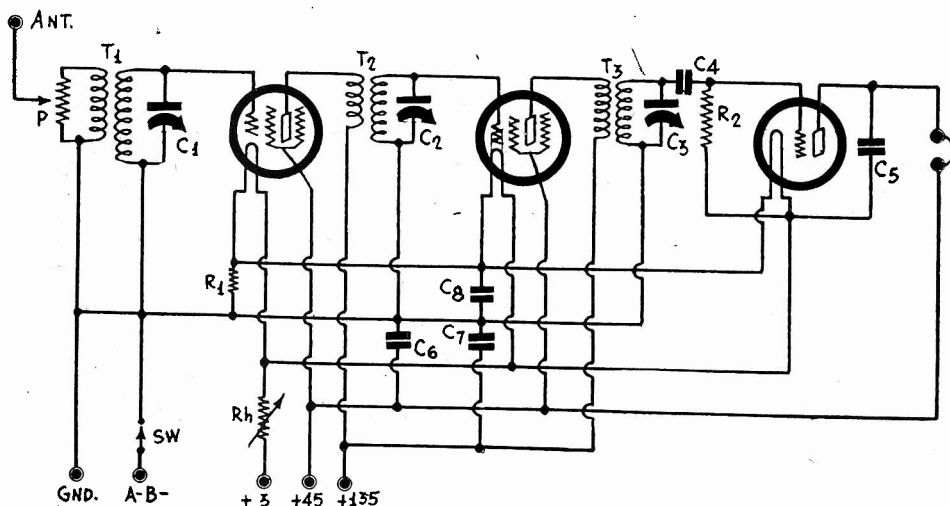 ANT.
P
T1
C1
T2
C2
T3
C4
C3
R2
C5
R1
C8
C6
C7
Rh
SW
GND.
A-B-
+3
+45
+135